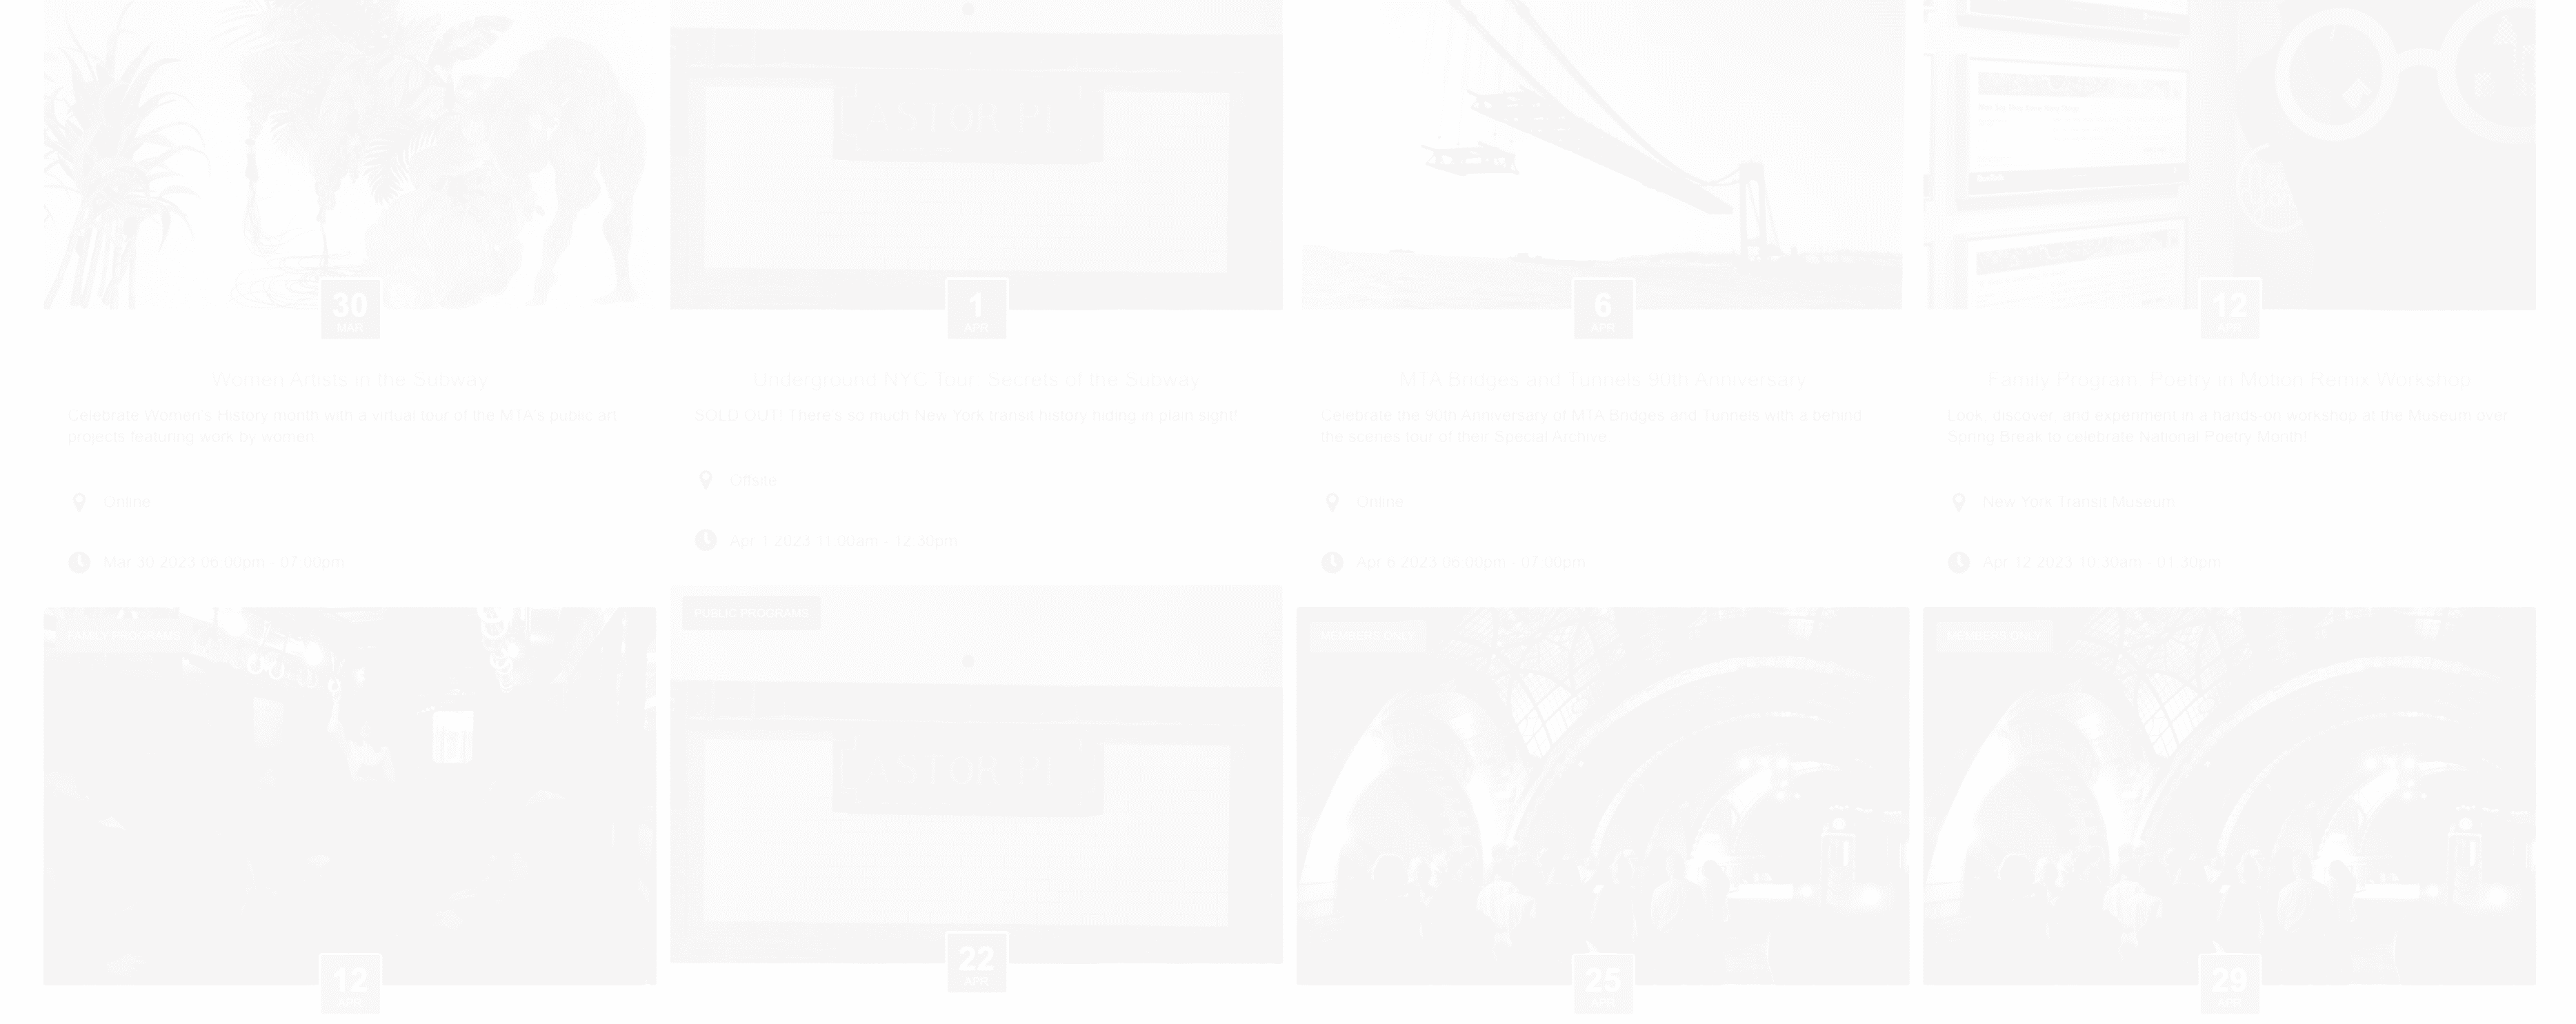 ASTOR PL
30
MAR
1
APR
6
APR
12
APR
Women Artists in the Subway
Underground NYC Tour: Secrets of the Subway
MTA Bridges and Tunnels 90th Anniversary
Family Program: Poetry in Motion Remix Workshop
Celebrate Women's History month with a virtual tour of the MTA's public art
projects featuring work by women.
SOLD OUT! There's so much New York transit history hiding in plain sight!
Celebrate the 90th Anniversary of MTA Bridges and Tunnels with a behind
the scenes tour of their Special Archive.
Look, discover, and experiment in a hands-on workshop at the Museum over
Spring Break to celebrate National Poetry Month!
Online
Offsite
Online
New York Transit Museum
Mar 30 2023 06:00pm - 07:00pm
Apr 1 2023 11:00am - 12:30pm
Apr 6 2023 06:00pm - 07:00pm
Apr 12 2023 10:30am - 01:30pm
FAMILY PROGRAMS
PUBLIC PROGRAMS
MEMBERS ONLY
MEMBERS ONLY
ASTOR PL
12
APR
22
APR
25
APR
29
APR